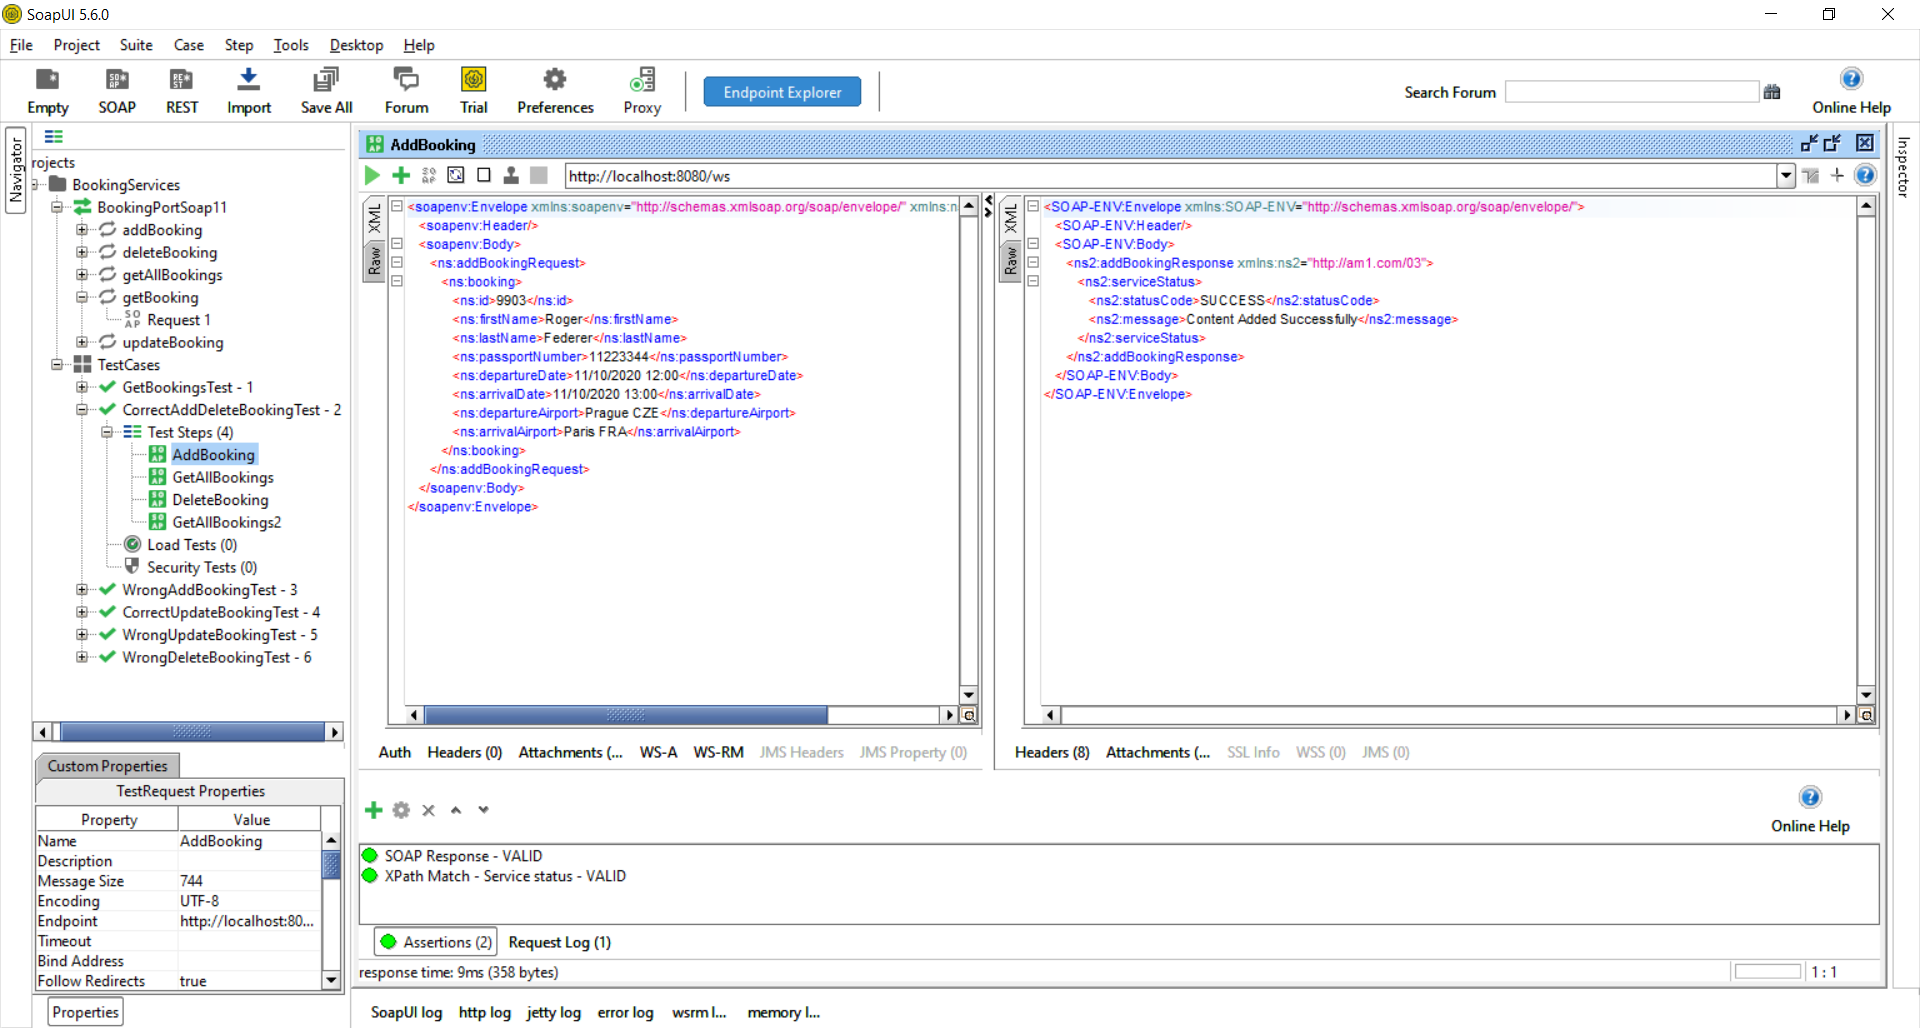 SoapUI 5.6.0
File Project Suite Case Step Tools Desktop Help
Empty SOAP REST Import Save All Forum Trial Preferences Proxy
Endpoint Explorer
Search Forum
Online Help
Navigator
rojects
BookingServices
BookingPortSoap11
addBooking
deleteBooking
getAllBookings
getBooking
Request 1
updateBooking
TestCases
GetBookingsTest - 1
CorrectAddDeleteBookingTest - 2
Test Steps (4)
AddBooking
GetAllBookings
DeleteBooking
GetAllBookings2
Load Tests (0)
Security Tests (0)
WrongAddBookingTest - 3
CorrectUpdateBookingTest - 4
WrongUpdateBookingTest - 5
WrongDeleteBookingTest - 6
Custom Properties
TestRequest Properties
Property Value
Name AddBooking
Description
Message Size 744
Encoding UTF-8
Endpoint http://localhost:80...
Timeout
Bind Address
Follow Redirects true
Properties
AddBooking
http://localhost:8080/ws
XML
Raw
<soapenv:Envelope xmlns:soapenv="http://schemas.xmlsoap.org/soap/envelope/" xmlns:n
<soapenv:Header/>
<soapenv:Body>
<ns:addBookingRequest>
<ns:booking>
<ns:id>9903</ns:id>
<ns:firstName>Roger</ns:firstName>
<ns:lastName>Federer</ns:lastName>
<ns:passportNumber>11223344</ns:passportNumber>
<ns:departureDate>11/10/2020 12:00</ns:departureDate>
<ns:arrivalDate>11/10/2020 13:00</ns:arrivalDate>
<ns:departureAirport>Prague CZE</ns:departureAirport>
<ns:arrivalAirport>Paris FRA</ns:arrivalAirport>
</ns:booking>
</ns:addBookingRequest>
</soapenv:Body>
</soapenv:Envelope>
Auth Headers (0) Attachments (... WS-A WS-RM JMS Headers JMS Property (0)
XML
Raw
<SOAP-ENV:Envelope xmlns:SOAP-ENV="http://schemas.xmlsoap.org/soap/envelope/">
<SOAP-ENV:Header/>
<SOAP-ENV:Body>
<ns2:addBookingResponse xmlns:ns2="http://am1.com/03">
<ns2:serviceStatus>
<ns2:statusCode>SUCCESS</ns2:statusCode>
<ns2:message>Content Added Successfully</ns2:message>
</ns2:serviceStatus>
</ns2:addBookingResponse>
</SOAP-ENV:Body>
</SOAP-ENV:Envelope>
Headers (8) Attachments (... SSL Info WSS (0) JMS (0)
Inspector
Online Help
SOAP Response - VALID
XPath Match - Service status - VALID
Assertions (2) Request Log (1)
response time: 9ms (358 bytes)
1 : 1
SoapUI log http log jetty log error log wsrm l... memory l...